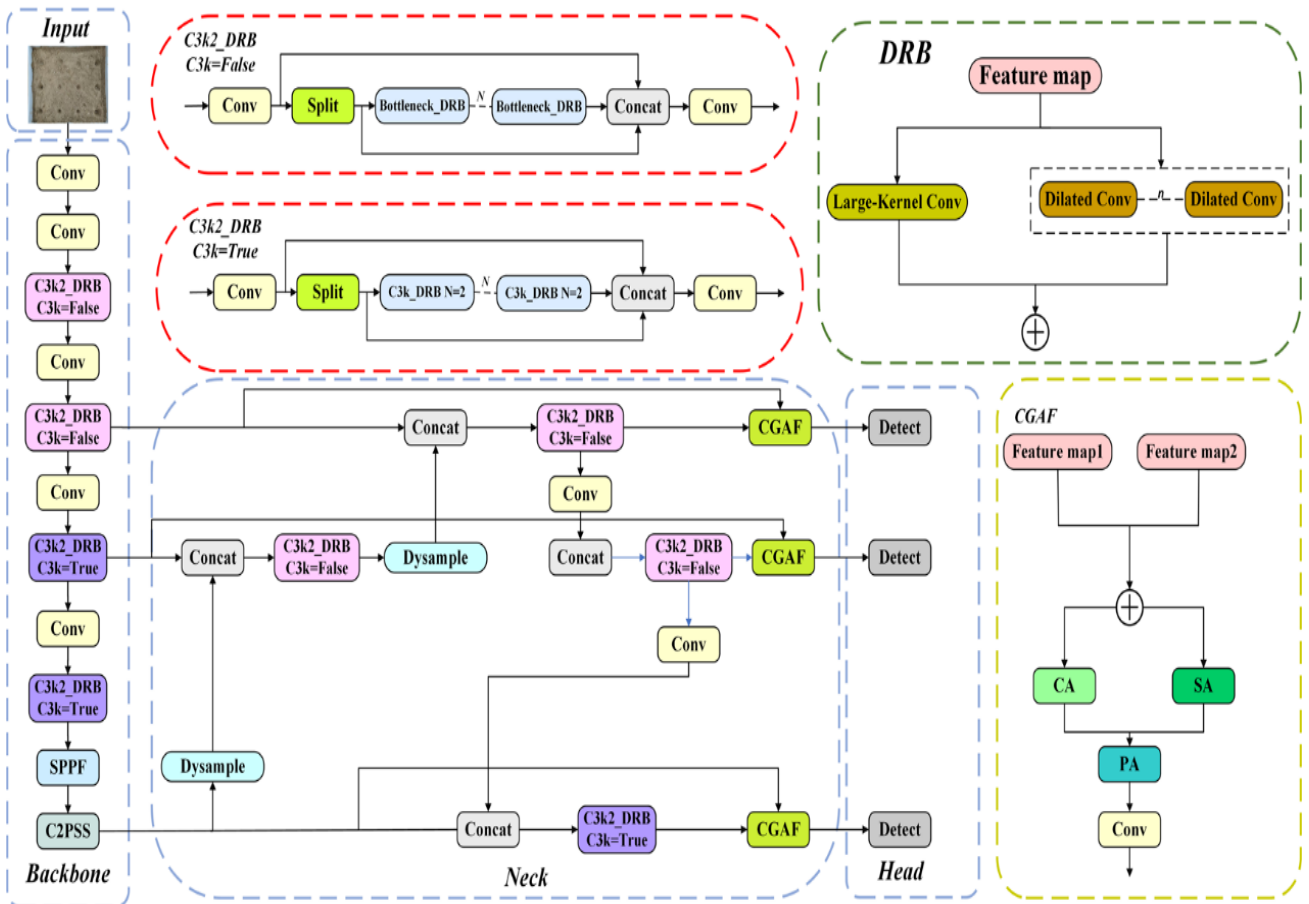 Input
Conv
Conv
C3k2_DRB
C3k=False
Conv
C3k2_DRB
C3k=False
Conv
C3k2_DRB
C3k=True
Conv
C3k2_DRB
C3k=True
SPPF
C2PSS
Backbone
C3k2_DRB
C3k=False
Conv
Split
Bottleneck_DRB
N
Bottleneck_DRB
Concat
Conv
C3k2_DRB
C3k=True
Conv
Split
C3k_DRB N=2
N
C3k_DRB N=2
Concat
Conv
DRB
Feature map
Large-Kernel Conv
Dilated Conv
n
Dilated Conv
Concat
C3k2_DRB
C3k=False
CGAF
Conv
Concat
C3k2_DRB
C3k=False
Dysample
Concat
C3k2_DRB
C3k=False
CGAF
Conv
Dysample
Concat
C3k2_DRB
C3k=True
CGAF
Neck
Detect
Detect
Detect
Head
CGAF
Feature map1
Feature map2
CA
SA
PA
Conv